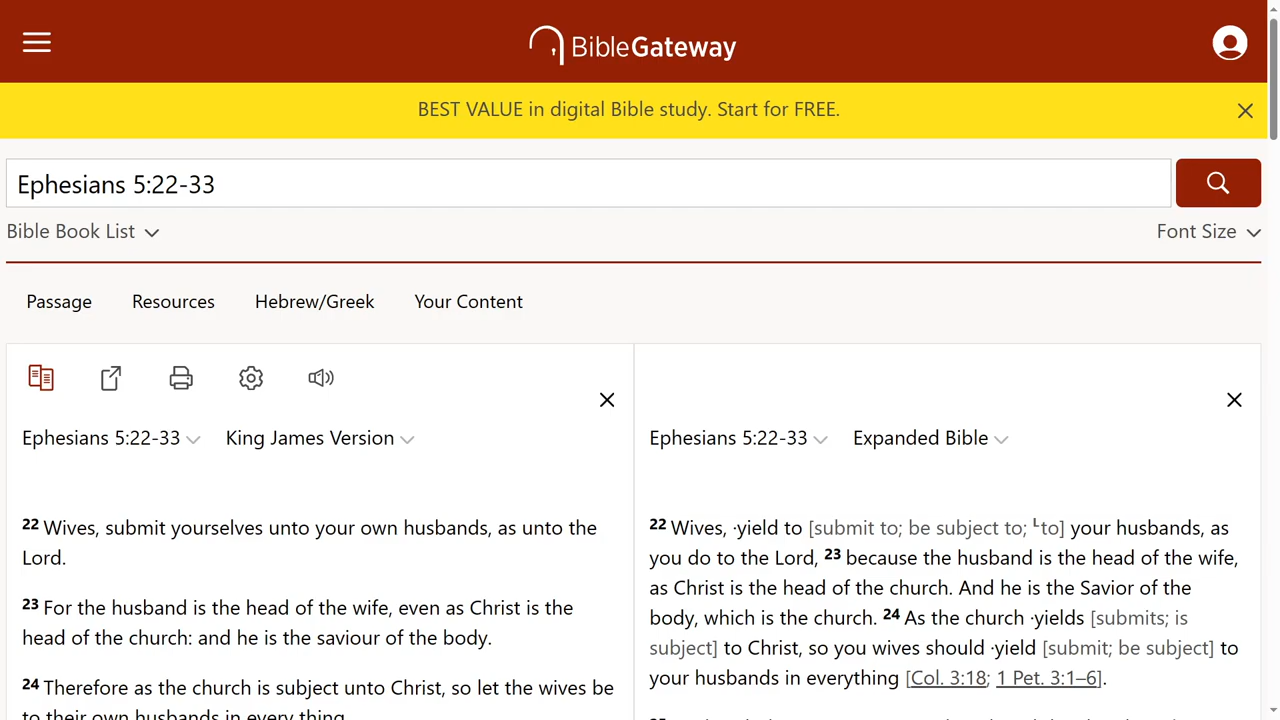 BibleGateway
BEST VALUE in digital Bible study. Start for FREE.
Ephesians 5:22-33
Bible Book List
Font Size
Passage Resources Hebrew/Greek Your Content
Ephesians 5:22-33 King James Version
22 Wives, submit yourselves unto your own husbands, as unto the
Lord.
23 For the husband is the head of the wife, even as Christ is the
head of the church: and he is the saviour of the body.
24 Therefore as the church is subject unto Christ, so let the wives be
to their own husbands in every thing.
Ephesians 5:22-33 Expanded Bible
22 Wives, ·yield to [submit to; be subject to; ᴸto] your husbands, as
you do to the Lord, 23 because the husband is the head of the wife,
as Christ is the head of the church. And he is the Savior of the
body, which is the church. 24 As the church ·yields [submits; is
subject] to Christ, so you wives should ·yield [submit; be subject] to
your husbands in everything [Col. 3:18; 1 Pet. 3:1–6].